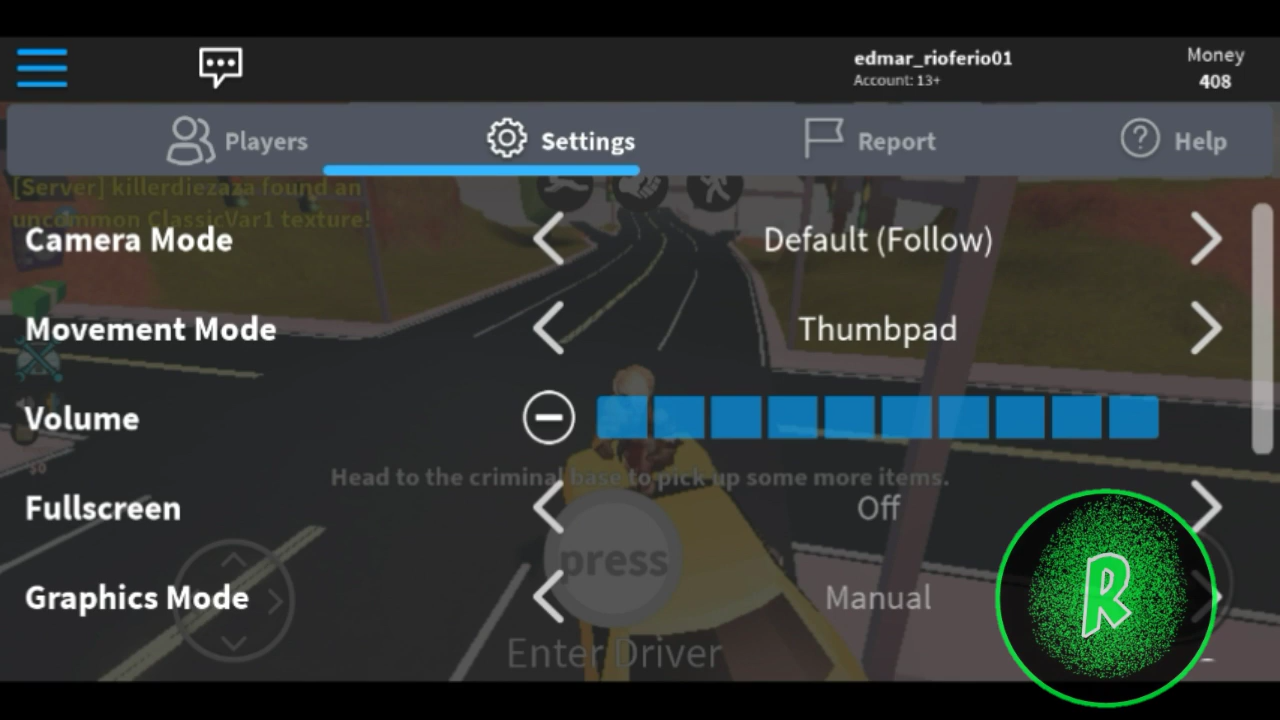 edmar_rioferio01
Account: 13+
Money
408
Players
Settings
Report
Help
[Server] killerdiezaza found an
uncommon ClassicVar1 texture!
Camera Mode
Default (Follow)
Movement Mode
Thumbpad
Volume
$0
Head to the criminal base to pick up some more items.
Fullscreen
Off
press
Graphics Mode
Manual
R
Enter Driver